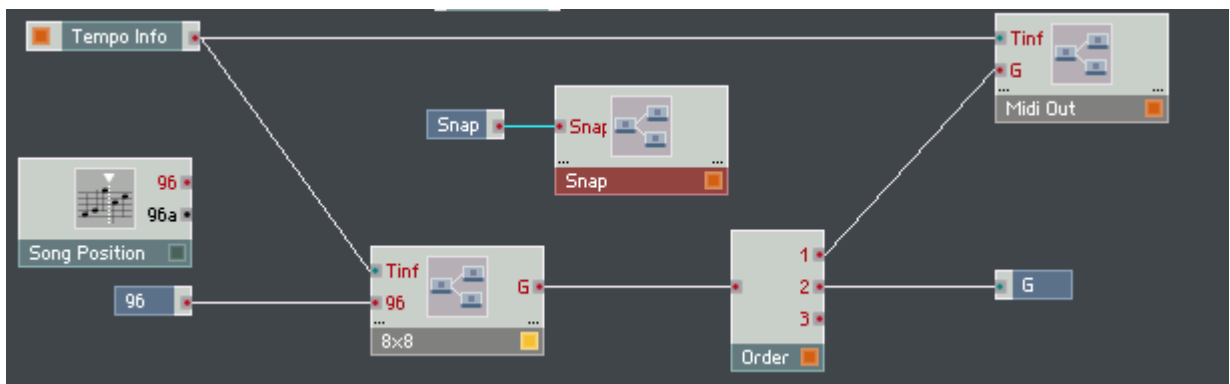 Tempo Info
Tinf
G
Midi Out
Snap
Snap
Snap
96
96a
Song Position
96
Tinf
96
G
8x8
1
2
3
Order
G